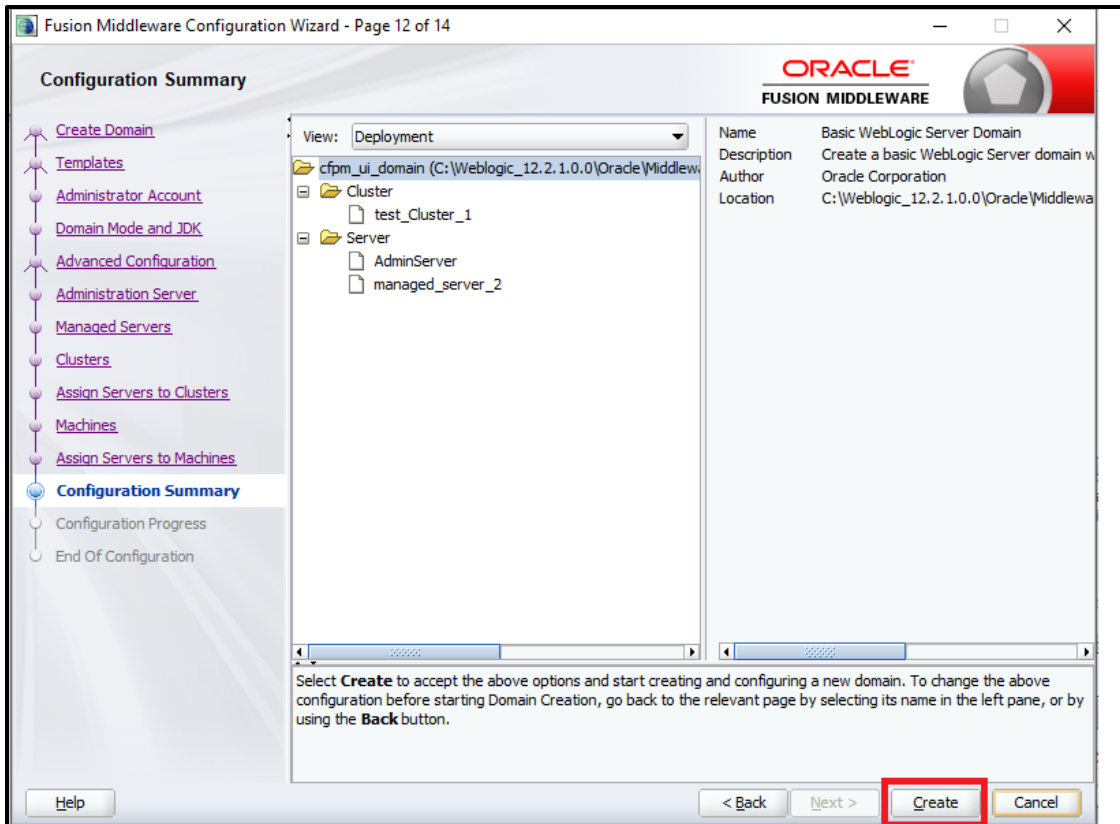 Fusion Middleware Configuration Wizard - Page 12 of 14
Configuration Summary
ORACLE
FUSION MIDDLEWARE
Create Domain
Templates
Administrator Account
Domain Mode and JDK
Advanced Configuration
Administration Server
Managed Servers
Clusters
Assign Servers to Clusters
Machines
Assign Servers to Machines
Configuration Summary
Configuration Progress
End Of Configuration
View: Deployment
cfpm_ui_domain (C:\Weblogic_12.2.1.0.0\Oracle\Middlewa
Cluster
test_Cluster_1
Server
AdminServer
managed_server_2
Name Basic WebLogic Server Domain
Description Create a basic WebLogic Server domain w
Author Oracle Corporation
Location C:\Weblogic_12.2.1.0.0\Oracle\Middlewa
Select Create to accept the above options and start creating and configuring a new domain. To change the above
configuration before starting Domain Creation, go back to the relevant page by selecting its name in the left pane, or by
using the Back button.
Help
< Back Next > Create Cancel